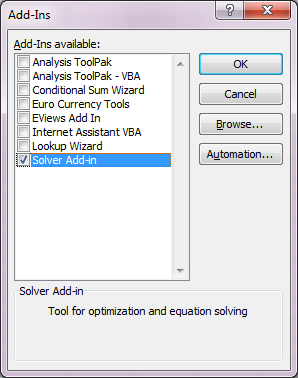 Add-Ins
Add-Ins available:
Analysis ToolPak
Analysis ToolPak - VBA
Conditional Sum Wizard
Euro Currency Tools
EViews Add In
Internet Assistant VBA
Lookup Wizard
Solver Add-in
OK
Cancel
Browse...
Automation...
Solver Add-in
Tool for optimization and equation solving